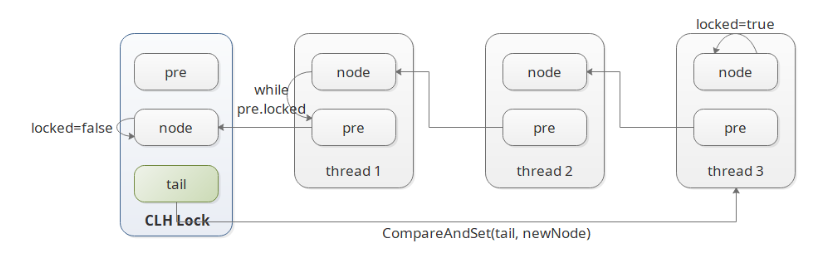 locked=true
pre
node
node
node
while
pre.locked
locked=false
node
pre
pre
pre
tail
thread 1
thread 2
thread 3
CLH Lock
CompareAndSet(tail, newNode)